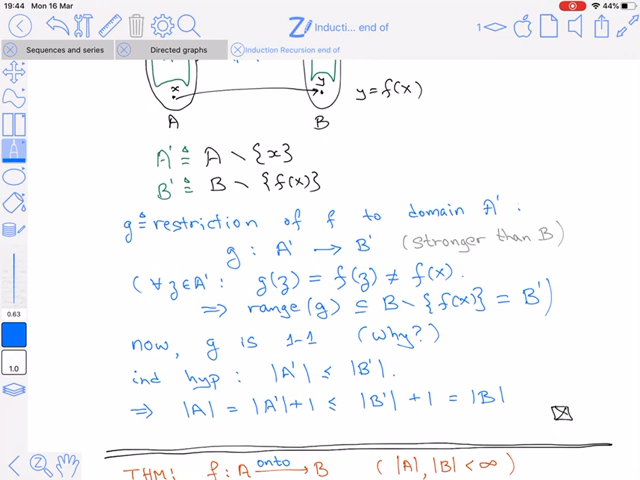 19:44 Mon 16 Mar
44%
Induction end of
1
Sequences and series
Directed graphs
Induction Recursion end of
x
y
y = f(x)
A
B
A' ≜ A \ {x}
B' ≜ B \ {f(x)}
g ≜ restriction of f to domain A'.
g : A' → B' (stronger than B)
(∀z∈A': g(z) = f(z) ≠ f(x).
⇒ range(g) ⊆ B \ {f(x)} = B')
now, g is 1-1 (Why?)
ind hyp: |A'| ≤ |B'|.
⇒ |A| = |A'|+1 ≤ |B'|+1 = |B|
THM: f: A onto→ B (|A|, |B| < ∞)
0.63
1.0